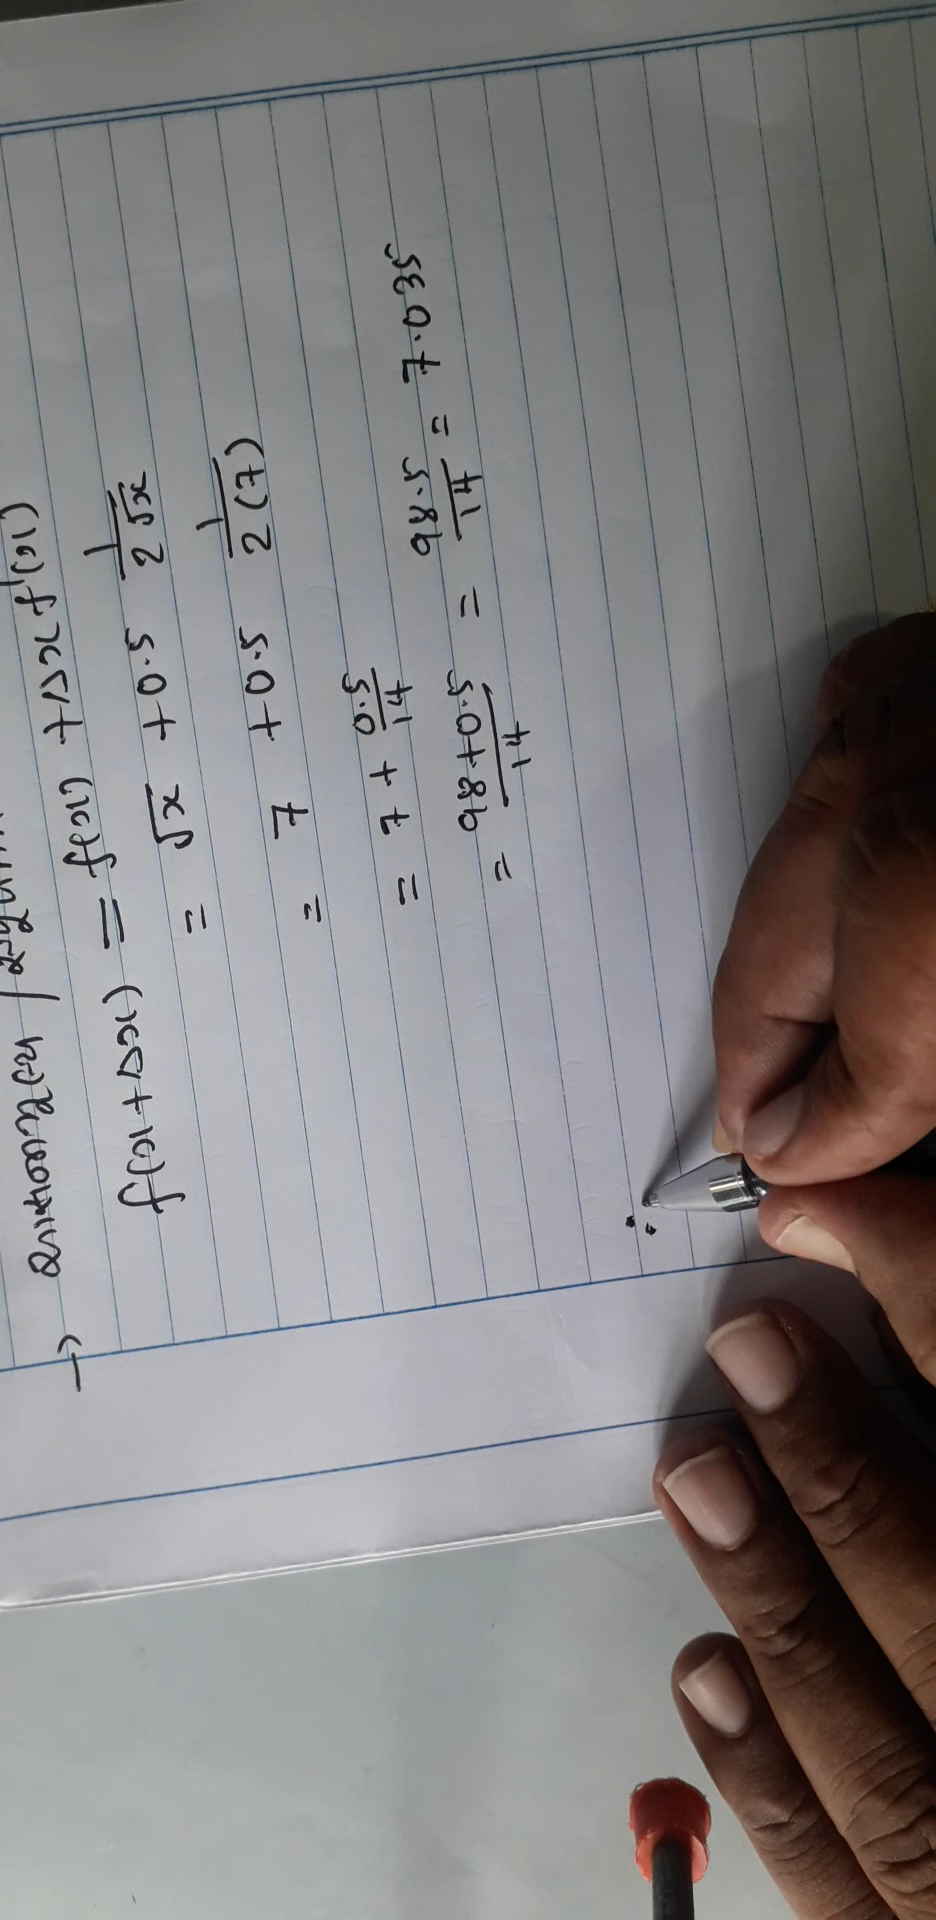 f(x+Δx) = f(x) +Δx f'(x)
= √x +0.5 1/2√x
= 7 +0.5 1/2(7)
= 7 + 0.5/14
= 98+0.5/14 = 98.5/14 = 7.035